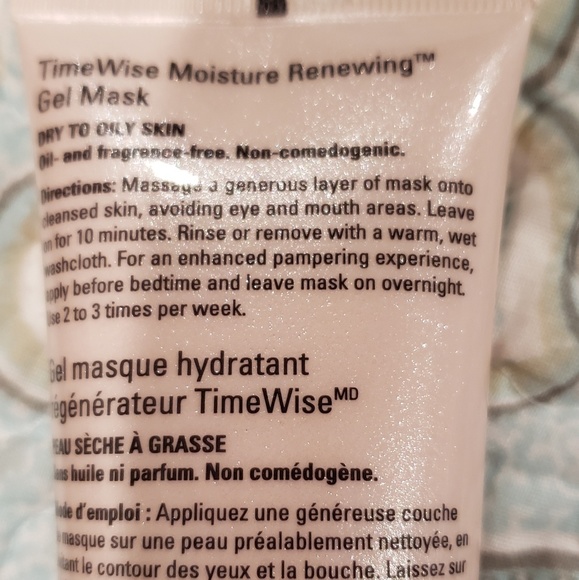 TimeWise Moisture Renewing™
Gel Mask
DRY TO OILY SKIN
Oil- and fragrance-free. Non-comedogenic.
Directions: Massage a generous layer of mask onto
cleansed skin, avoiding eye and mouth areas. Leave
on for 10 minutes. Rinse or remove with a warm, wet
washcloth. For an enhanced pampering experience,
apply before bedtime and leave mask on overnight.
Use 2 to 3 times per week.
Gel masque hydratant
régénérateur TimeWiseMD
PEAU SÈCHE À GRASSE
Sans huile ni parfum. Non comédogène.
Mode d'emploi : Appliquez une généreuse couche
masque sur une peau préalablement nettoyée, en
évitant le contour des yeux et la bouche. Laissez sur